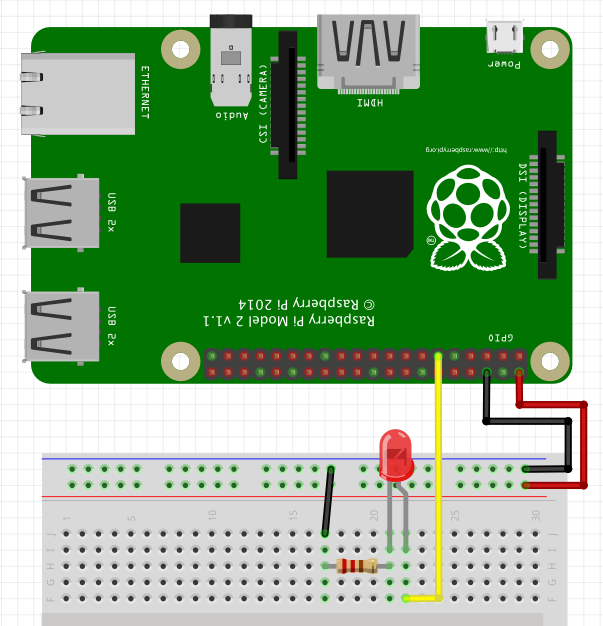 ETHERNET
Audio
CSI (CAMERA)
HDMI
Power
http://www.raspberrypi.org
DSI (DISPLAY)
TM
USB 2x
USB 2x
© Raspberry Pi 2014
Raspberry Pi Model 2 v1.1
GPIO
1 5 10 15 20 25 30
J J
I I
H H
G G
F F